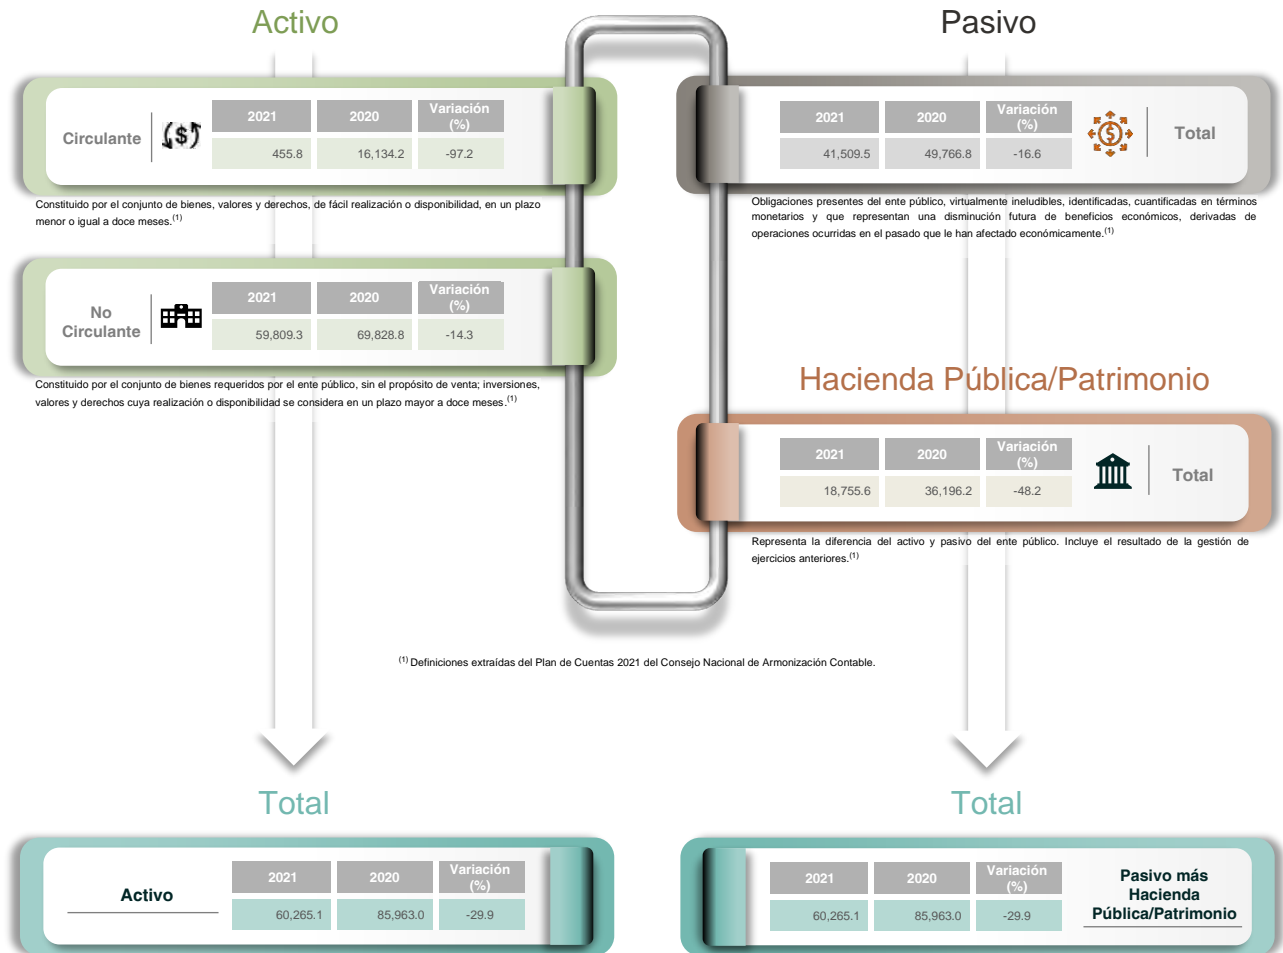 Activo
Circulante
2021 2020 Variación (%)
455.8 16,134.2 -97.2
Constituido por el conjunto de bienes, valores y derechos, de fácil realización o disponibilidad, en un plazo
menor o igual a doce meses.(1)
No
Circulante
2021 2020 Variación (%)
59,809.3 69,828.8 -14.3
Constituido por el conjunto de bienes requeridos por el ente público, sin el propósito de venta; inversiones,
valores y derechos cuya realización o disponibilidad se considera en un plazo mayor a doce meses.(1)
Pasivo
2021 2020 Variación (%)
41,509.5 49,766.8 -16.6
Total
Obligaciones presentes del ente público, virtualmente ineludibles, identificadas, cuantificadas en términos
monetarios y que representan una disminución futura de beneficios económicos, derivadas de
operaciones ocurridas en el pasado que le han afectado económicamente.(1)
Hacienda Pública/Patrimonio
2021 2020 Variación (%)
18,755.6 36,196.2 -48.2
Total
Representa la diferencia del activo y pasivo del ente público. Incluye el resultado de la gestión de
ejercicios anteriores.(1)
(1) Definiciones extraídas del Plan de Cuentas 2021 del Consejo Nacional de Armonización Contable.
Total
Activo
2021 2020 Variación (%)
60,265.1 85,963.0 -29.9
Total
2021 2020 Variación (%)
60,265.1 85,963.0 -29.9
Pasivo más
Hacienda
Pública/Patrimonio